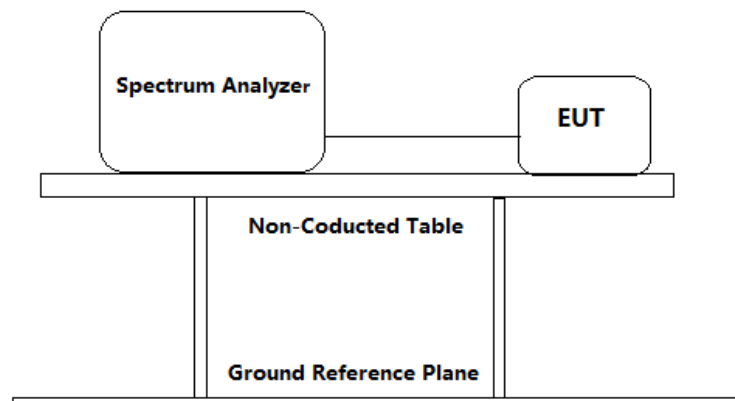 Spectrum Analyzer
EUT
Non-Coducted Table
Ground Reference Plane